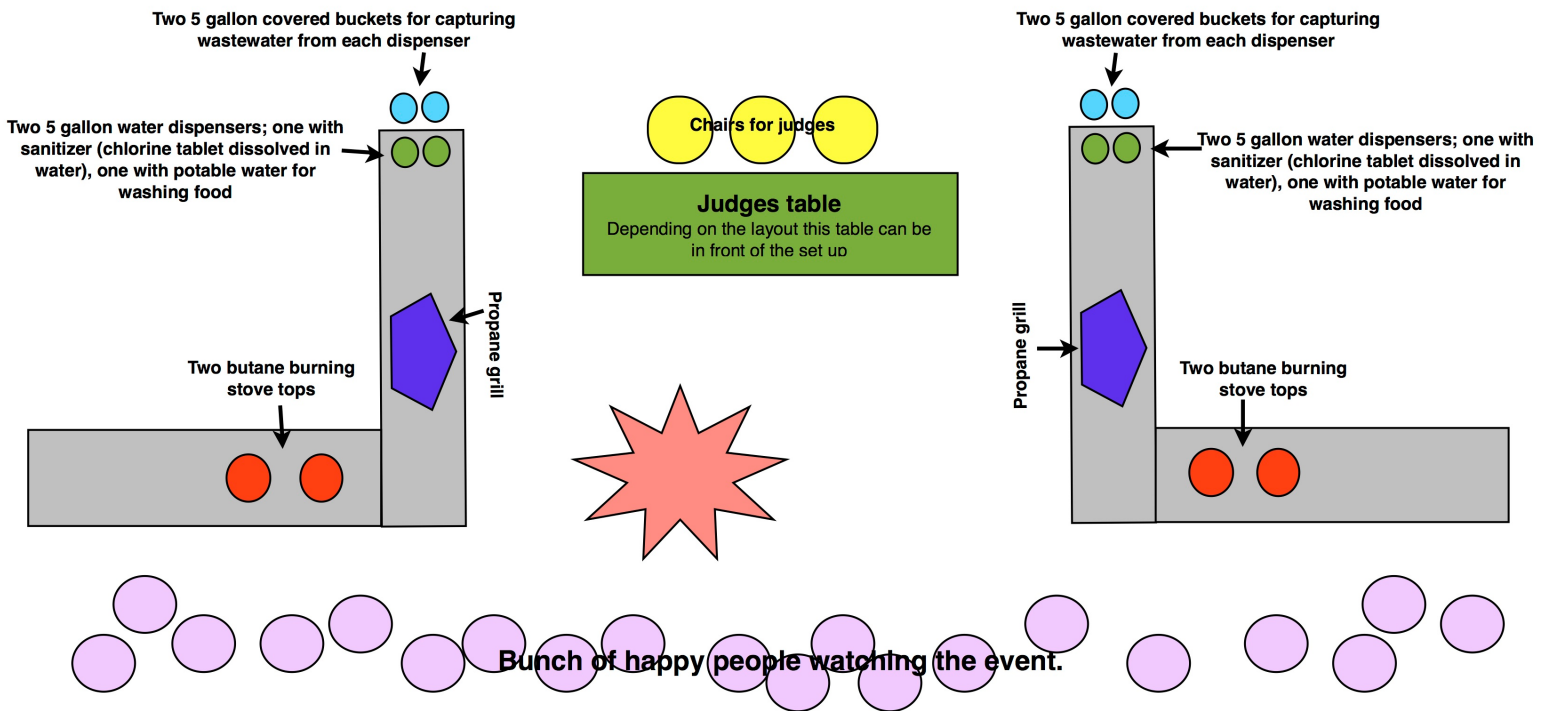 Two 5 gallon covered buckets for capturing
wastewater from each dispenser
Two 5 gallon covered buckets for capturing
wastewater from each dispenser
Two 5 gallon water dispensers; one with
sanitizer (chlorine tablet dissolved in
water), one with potable water for
washing food
Chairs for judges
Two 5 gallon water dispensers; one with
sanitizer (chlorine tablet dissolved in
water), one with potable water for
washing food
Judges table
Depending on the layout this table can be
in front of the set up
Propane grill
Propane grill
Two butane burning
stove tops
Two butane burning
stove tops
Bunch of happy people watching the event.